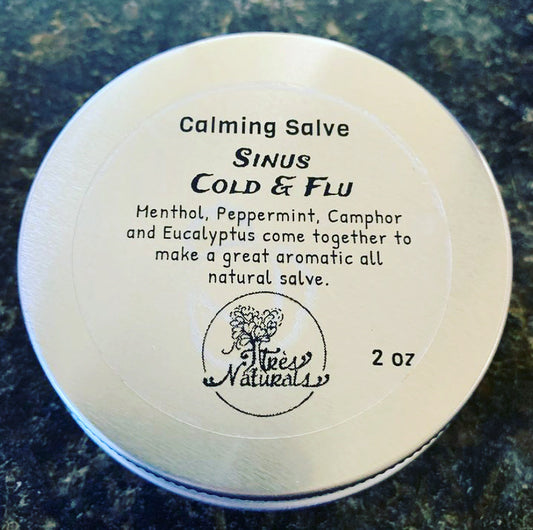 Calming Salve
Sinus
Cold & Flu
Menthol, Peppermint, Camphor
and Eucalyptus come together to
make a great aromatic all
natural salve.
Très
Naturals
2 oz